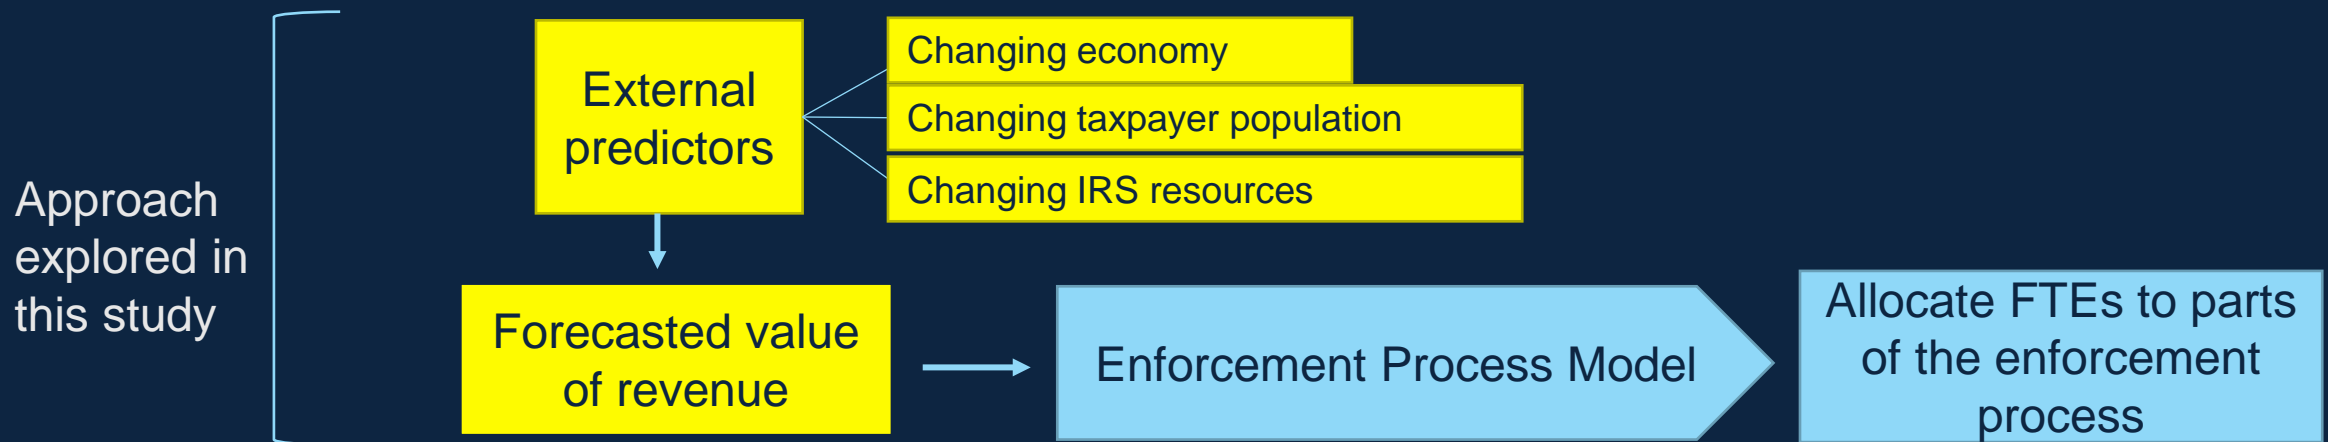 Approach
explored in
this study
External
predictors
Changing economy
Changing taxpayer population
Changing IRS resources
Forecasted value
of revenue
Enforcement Process Model
Allocate FTEs to parts
of the enforcement
process